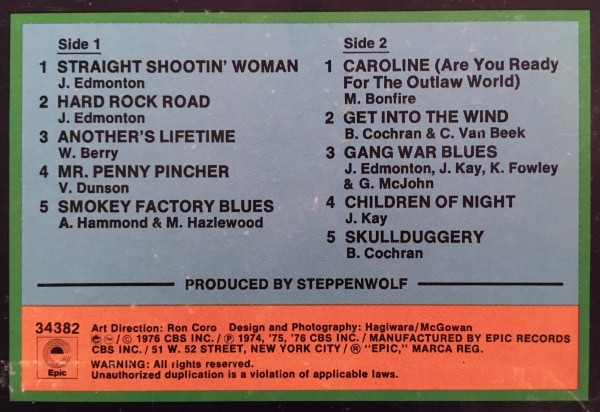 Side 1
1 STRAIGHT SHOOTIN' WOMAN
J. Edmonton
2 HARD ROCK ROAD
J. Edmonton
3 ANOTHER'S LIFETIME
W. Berry
4 MR. PENNY PINCHER
V. Dunson
5 SMOKEY FACTORY BLUES
A. Hammond & M. Hazlewood
Side 2
1 CAROLINE (Are You Ready
For The Outlaw World)
M. Bonfire
2 GET INTO THE WIND
B. Cochran & C. Van Beek
3 GANG WAR BLUES
J. Edmonton, J. Kay, K. Fowley
& G. McJohn
4 CHILDREN OF NIGHT
J. Kay
5 SKULLDUGGERY
B. Cochran
PRODUCED BY STEPPENWOLF
34382
Epic
Art Direction: Ron Coro Design and Photography: Hagiwara/McGowan
© 1976 CBS INC./ ℗ 1974, '75, '76 CBS INC./MANUFACTURED BY EPIC RECORDS
CBS INC./51 W. 52 STREET, NEW YORK CITY/® "EPIC," MARCA REG.
WARNING: All rights reserved.
Unauthorized duplication is a violation of applicable laws.